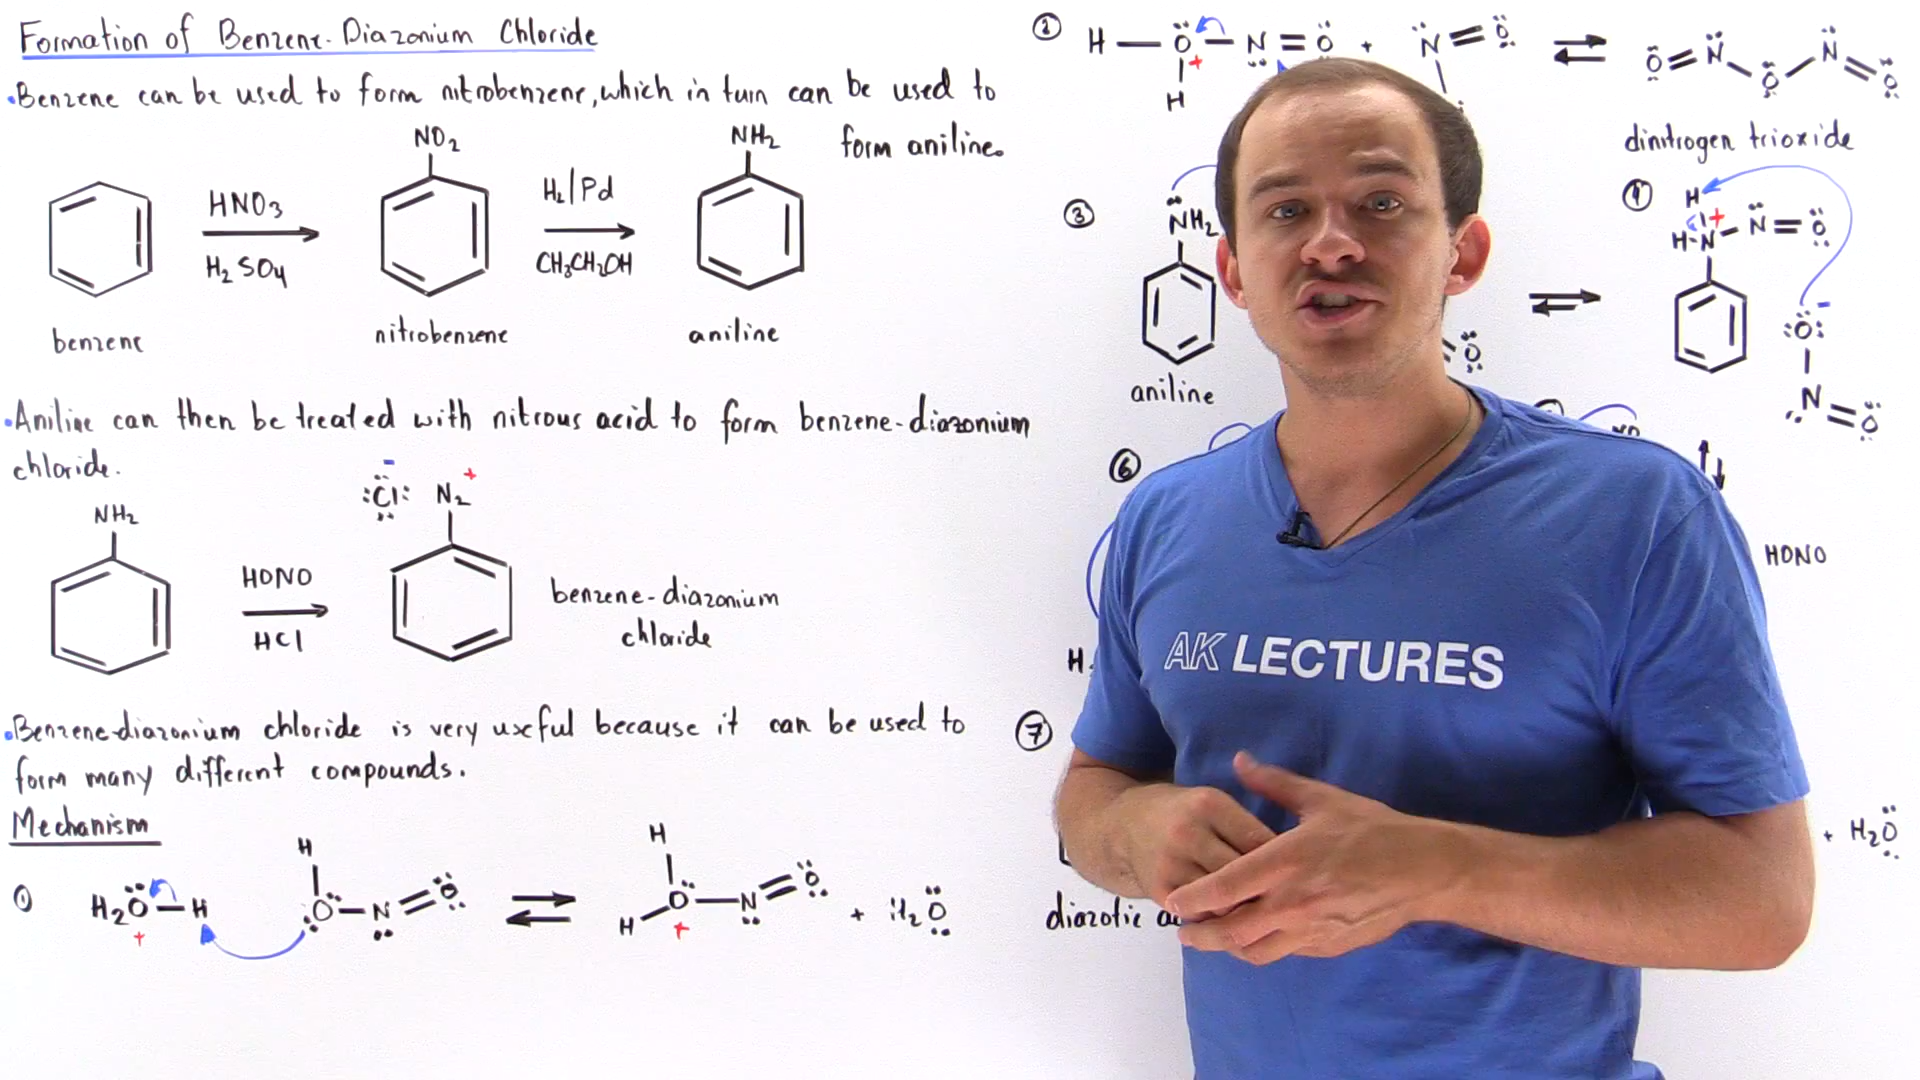 Formation of Benzene-Diazonium Chloride
•Benzene can be used to form nitrobenzene, which in turn can be used to
form aniline.
NO2
NH2
HNO3
H2SO4
H2/Pd
CH3CH2OH
benzene
nitrobenzene
aniline
•Aniline can then be treated with nitrous acid to form benzene-diazonium
chloride.
NH2
HONO
HCl
:Cl: -
N2 +
benzene-diazonium
chloride
•Benzene-diazonium chloride is very useful because it can be used to
form many different compounds.
Mechanism
① H2O—H + H O—N=O ⇌ H H O—N=O + + H2O
② H—O—N=O + H + N=O ⇌ O=N—O—N=O
dinitrogen trioxide
③ NH2
aniline
O
⇌
④ H H-N-N=O +
:O: -
N=O
⑥
HONO
H
⑦
+ H2O
diazotic
AK LECTURES